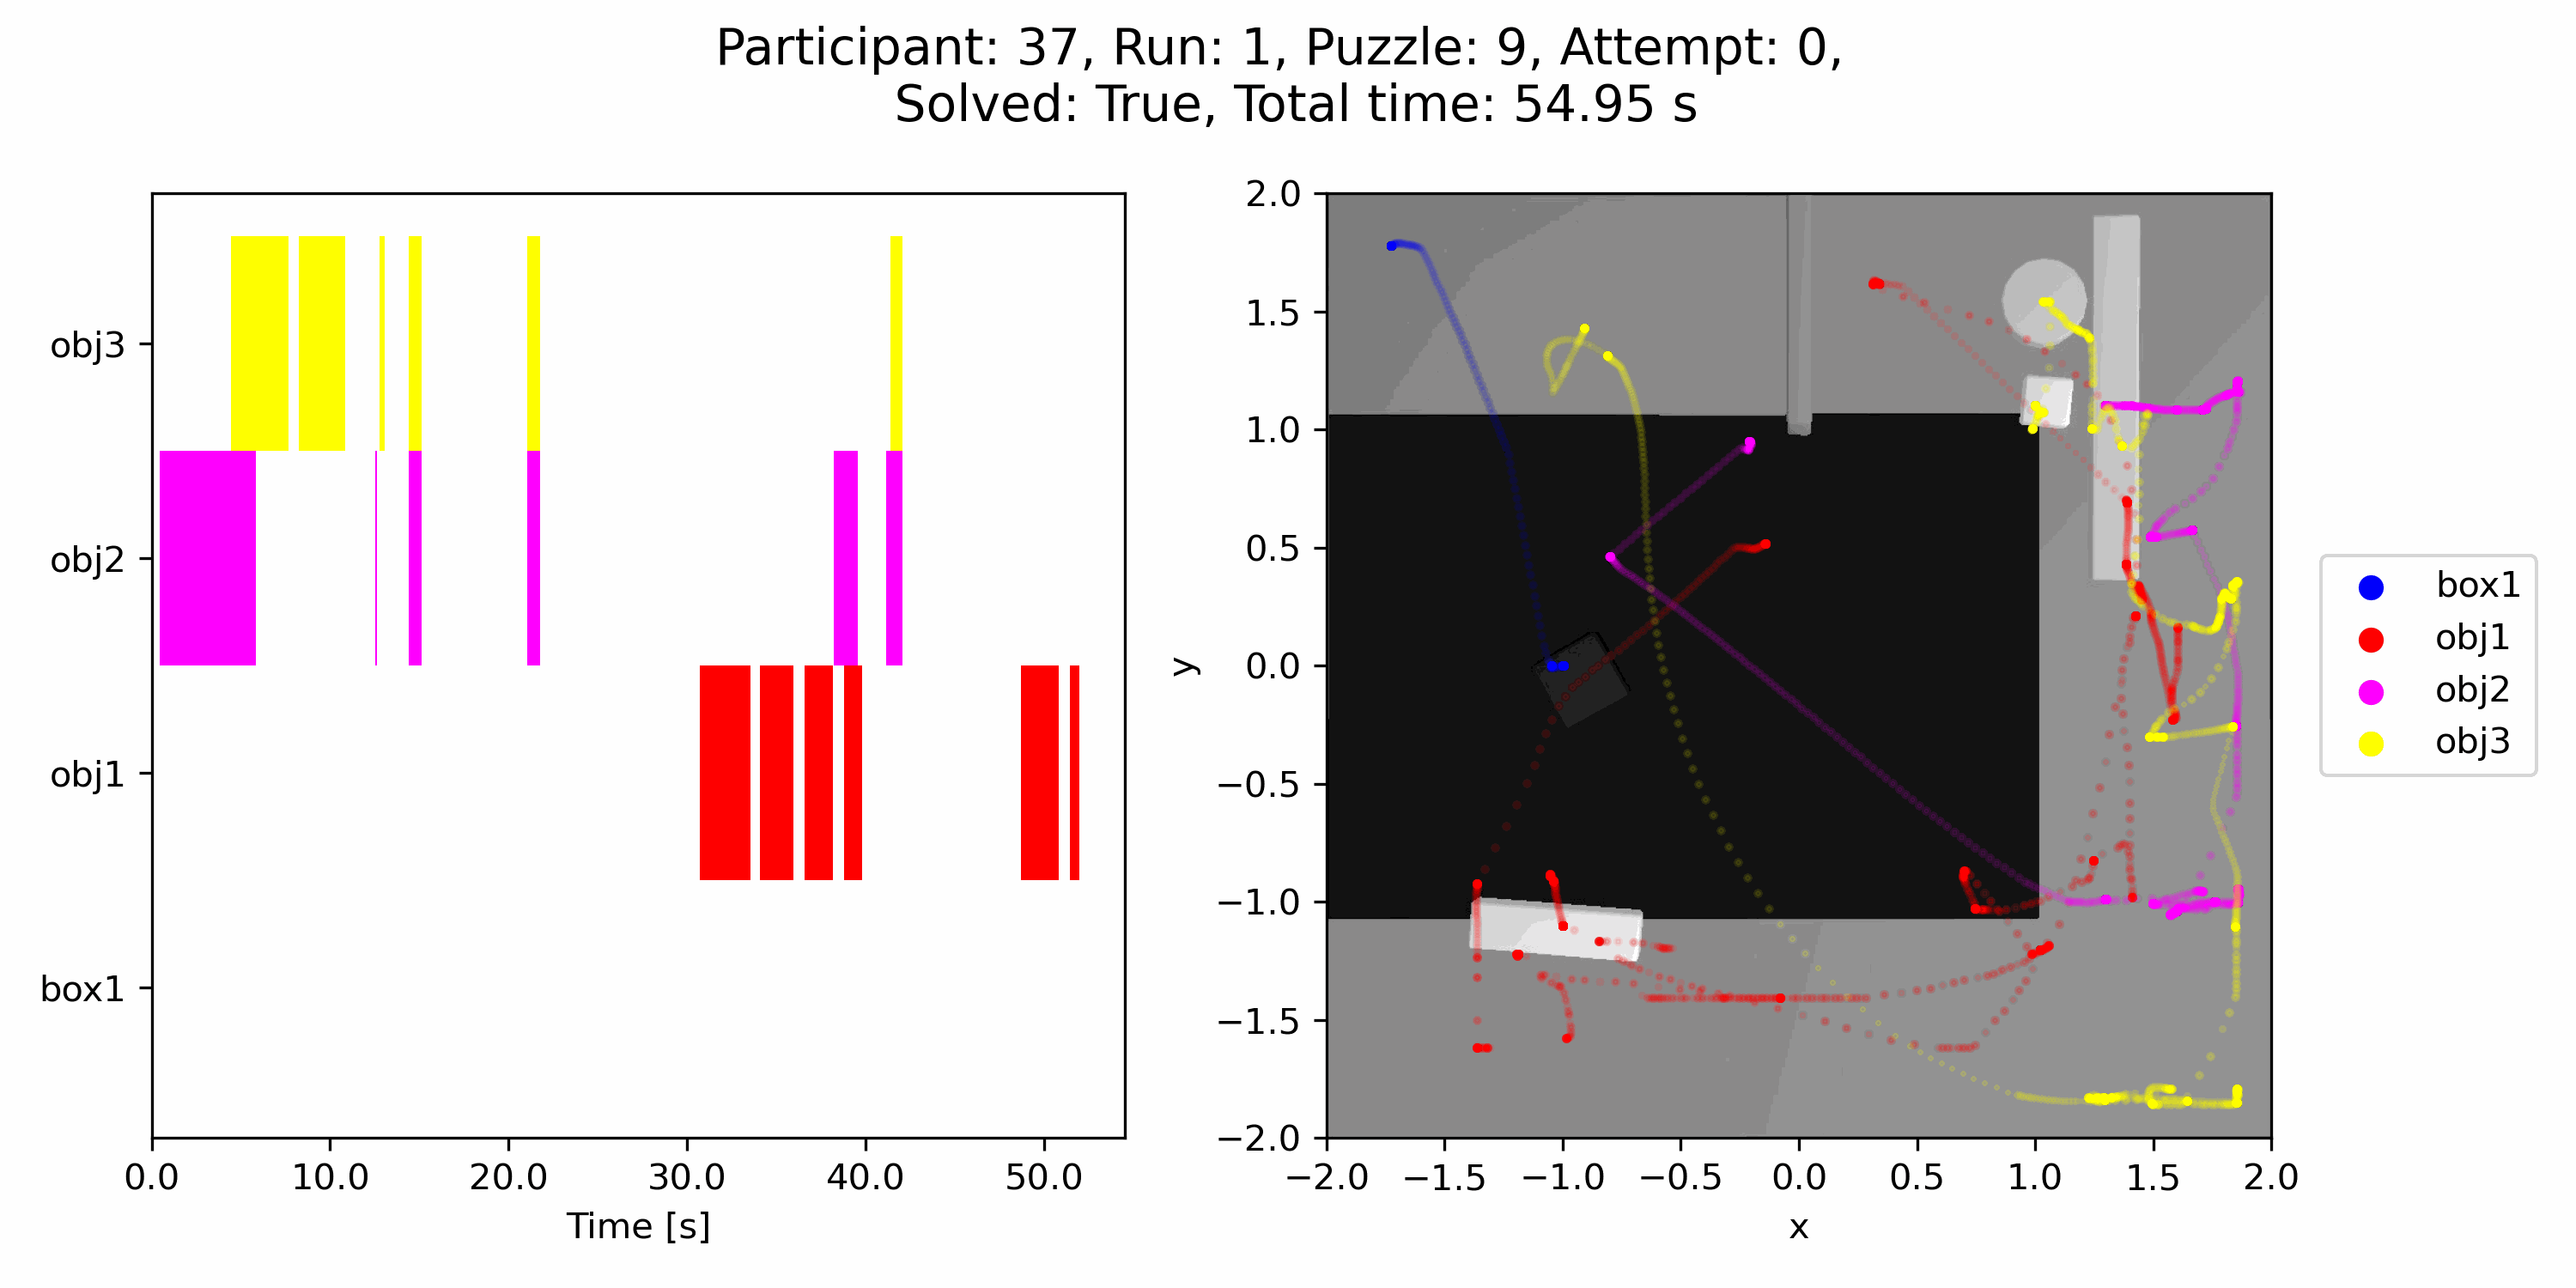 Participant: 37, Run: 1, Puzzle: 9, Attempt: 0,
Solved: True, Total time: 54.95 s
obj3
obj2
obj1
box1
0.0 10.0 20.0 30.0 40.0 50.0
Time [s]
2.0
1.5
1.0
0.5
0.0
−0.5
−1.0
−1.5
−2.0
y
−2.0 −1.5 −1.0 −0.5 0.0 0.5 1.0 1.5 2.0
x
box1
obj1
obj2
obj3